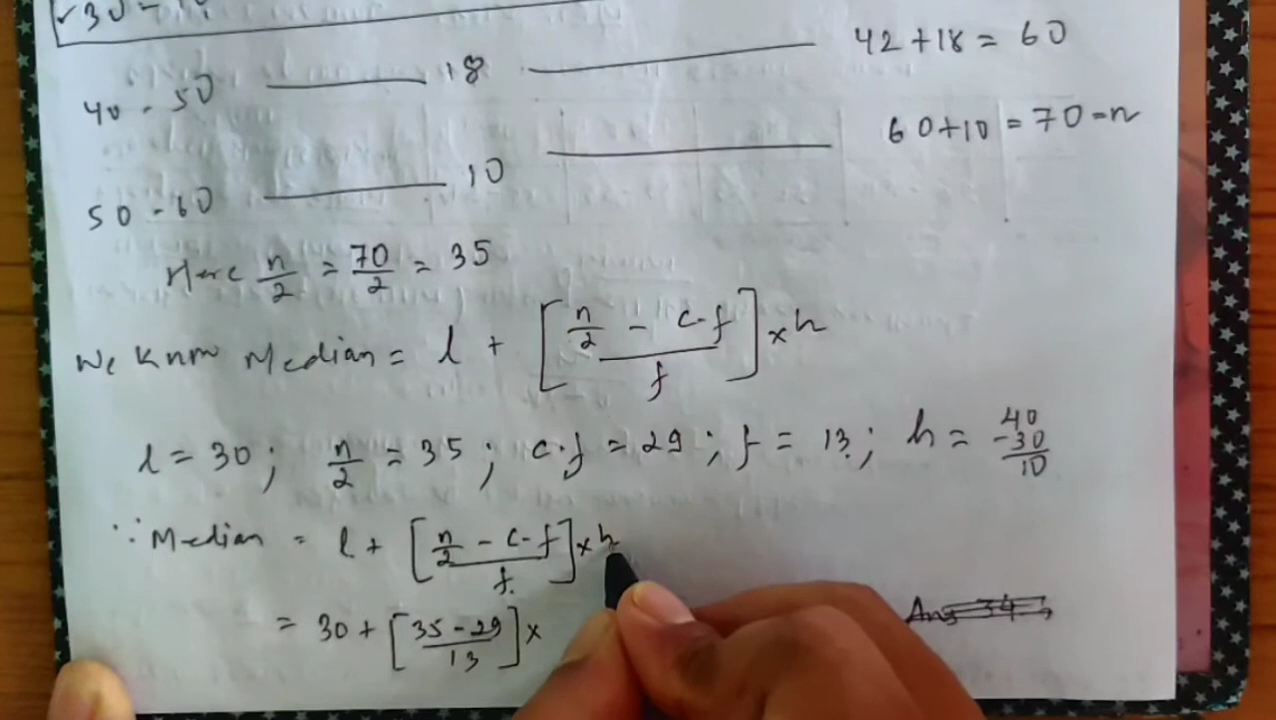 40 - 50 18 42 + 18 = 60
50 - 60 10 60 + 10 = 70 = n
Here n/2 = 70/2 = 35
We know Median = l + [n/2 - c.f / f] × h
l = 30 ; n/2 = 35 ; c.f = 29 ; f = 13 ; h = 40 - 30 10
∵ Median = l + [n/2 - c.f / f] × h
= 30 + [35 - 29 / 13] ×